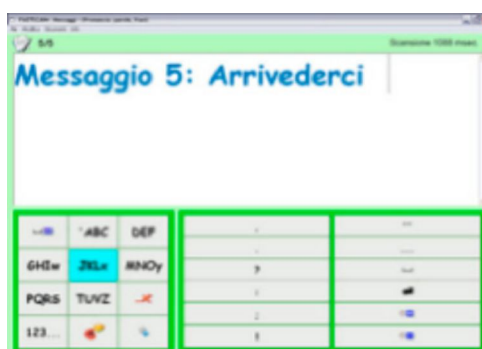 5/5
Scansione 1000 msec
Messaggio 5: Arrivederci
ABC DEF
GHIw JKLx MNOy
PQRS TUVZ
123...
?
!